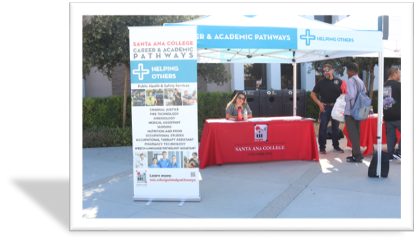 & ACADEMIC PATHWAYS
HELPING OTHERS
SANTA ANA COLLEGE
CAREER & ACADEMIC
PATHWAYS
HELPING
OTHERS
Public Health & Safety Services
CRIMINAL JUSTICE
FIRE TECHNOLOGY
KINESIOLOGY
MEDICAL ASSISTANT
NURSING
NUTRITION AND FOOD
OCCUPATIONAL STUDIES
OCCUPATIONAL THERAPY ASSISTANT
PHARMACY TECHNOLOGY
SPEECH-LANGUAGE PATHOLOGY ASSISTANT
Learn more:
SANTA ANA COLLEGE